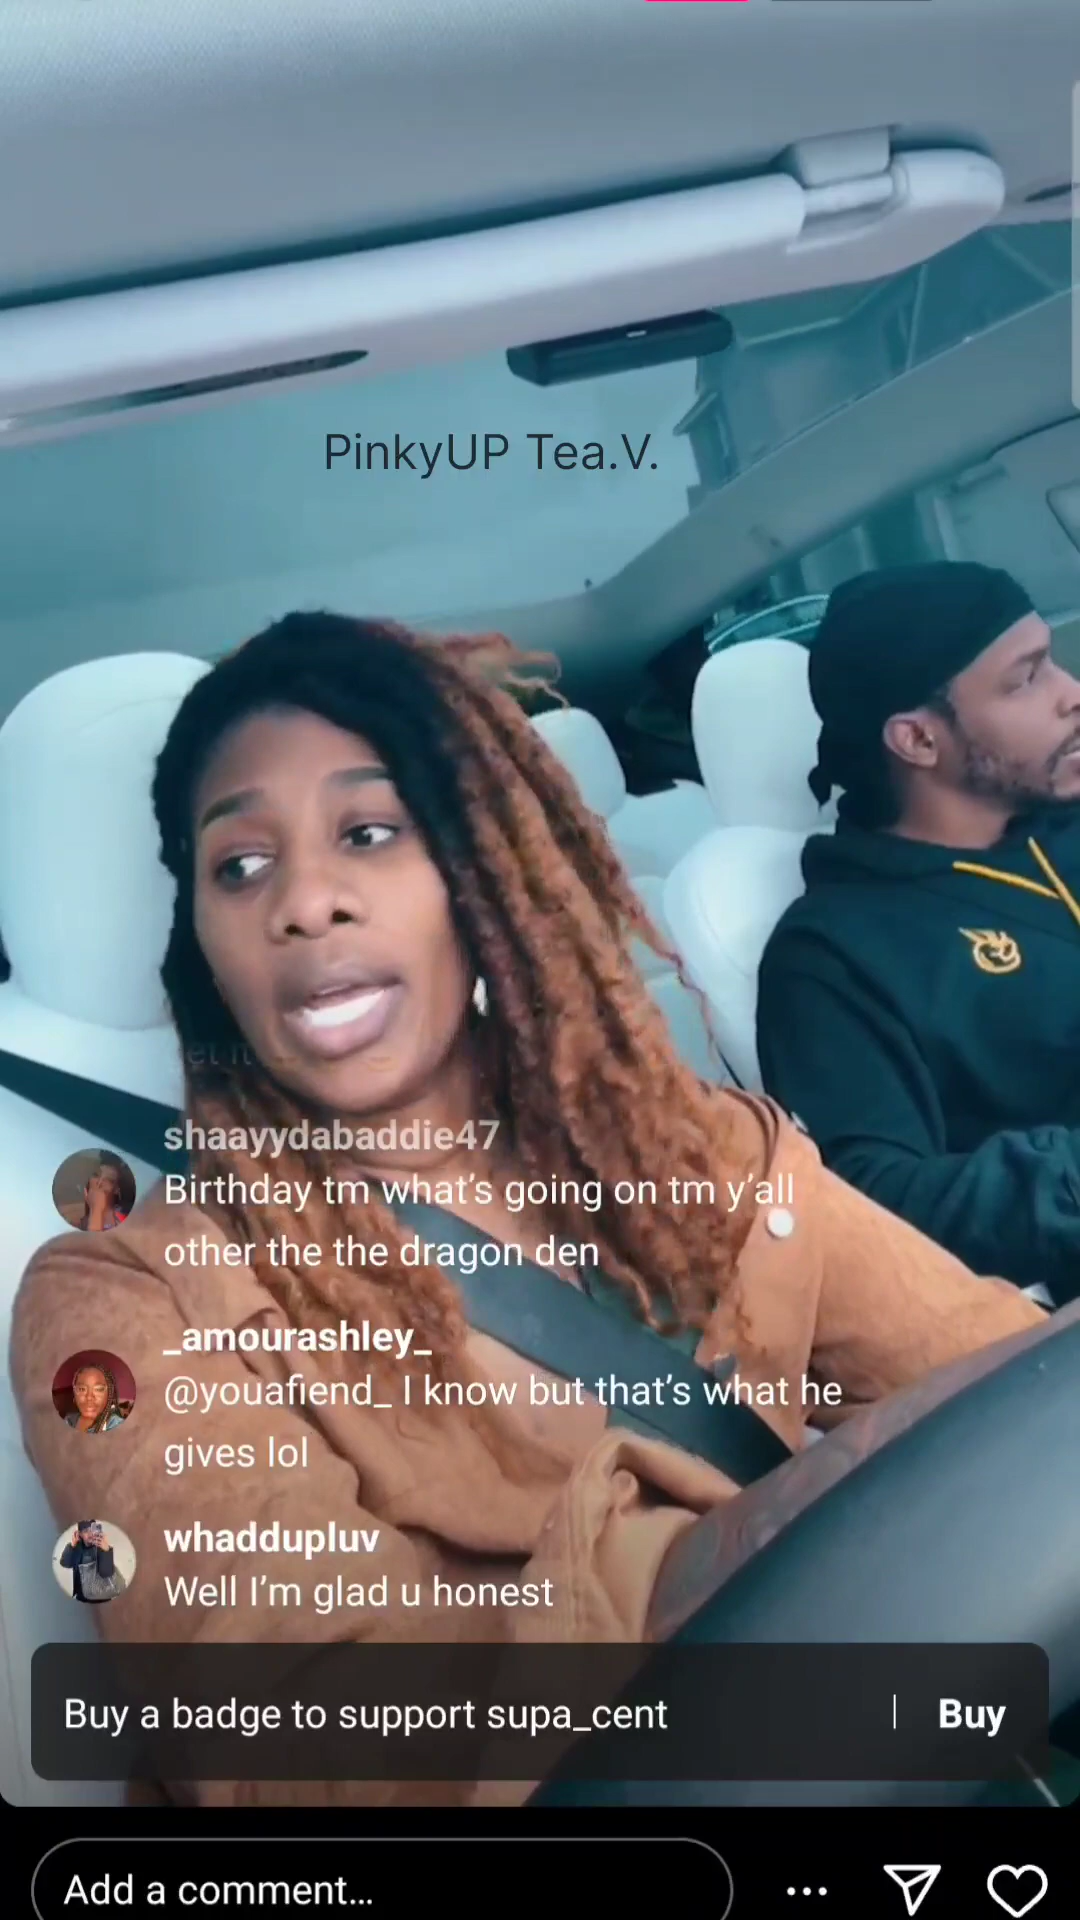 PinkyUP Tea.V.
shaayydabaddie47
Birthday tm what's going on tm y'all
other the the dragon den
_amourashley_
@youafiend_ I know but that's what he
gives lol
whaddupluv
Well I'm glad u honest
Buy a badge to support supa_cent | Buy
Add a comment...